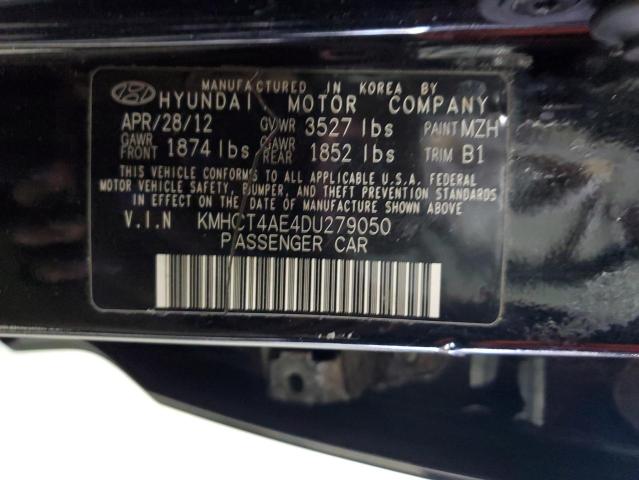 MANUFACTURED IN KOREA BY
HYUNDAI MOTOR COMPANY
APR/28/12 GVWR 3527 lbs PAINT MZH
GAWR FRONT 1874 lbs GAWR REAR 1852 lbs TRIM B1
THIS VEHICLE CONFORMS TO ALL APPLICABLE U.S.A. FEDERAL
MOTOR VEHICLE SAFETY, BUMPER, AND THEFT PREVENTION STANDARDS
IN EFFECT ON THE DATE OF MANUFACTURE SHOWN ABOVE
V.I.N KMHCT4AE4DU279050
PASSENGER CAR